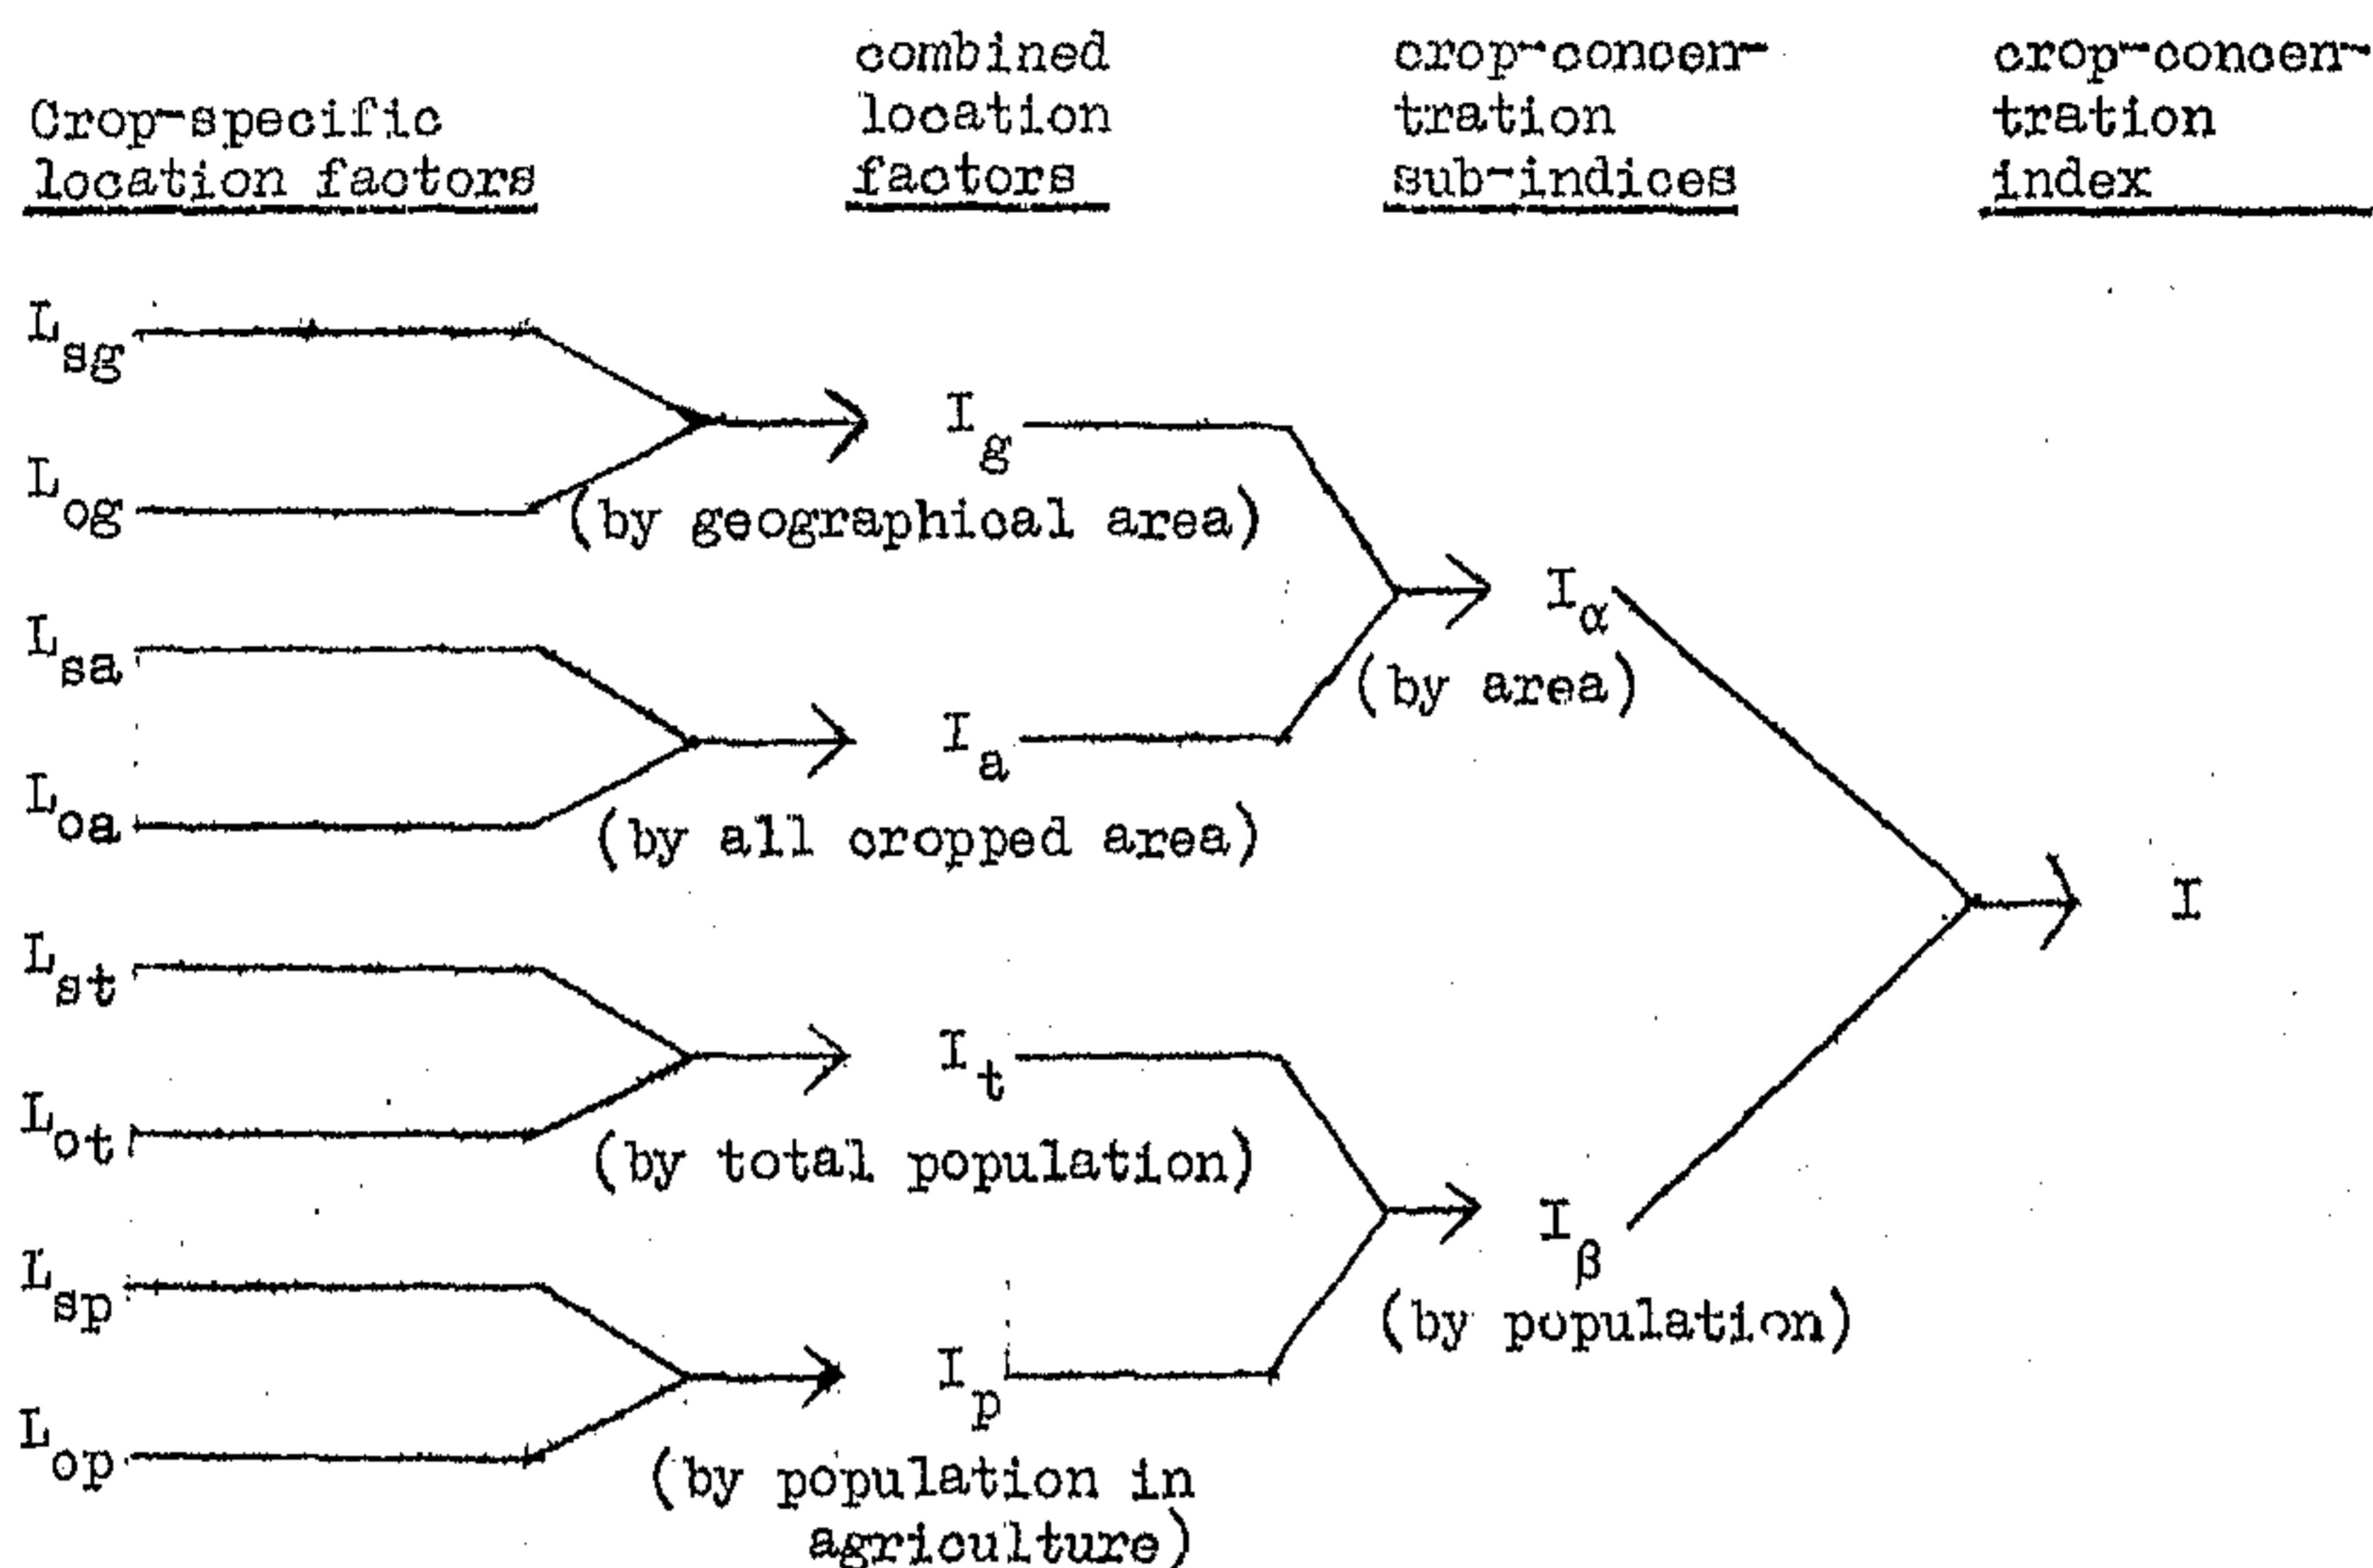 Crop-specific
location factors
combined
location
factors
crop-concen-
tration
sub-indices
crop-concen-
tration
index
L_sg
L_og
I_g
(by geographical area)
L_sa
L_oa
I_a
(by all cropped area)
I_α
(by area)
L_st
L_ot
I_t
(by total population)
L_sp
L_op
I_p
(by population in
agriculture)
I_β
(by population)
I